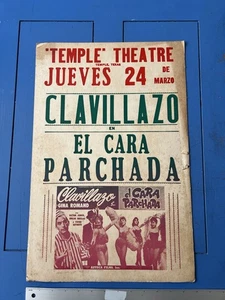 "TEMPLE" THEATRE
TEMPLE, TEXAS
JUEVES 24 DE MARZO
CLAVILLAZO
EN
EL CARA
PARCHADA
Clavillazo
GINA ROMAND
el CARA
PARCHADA